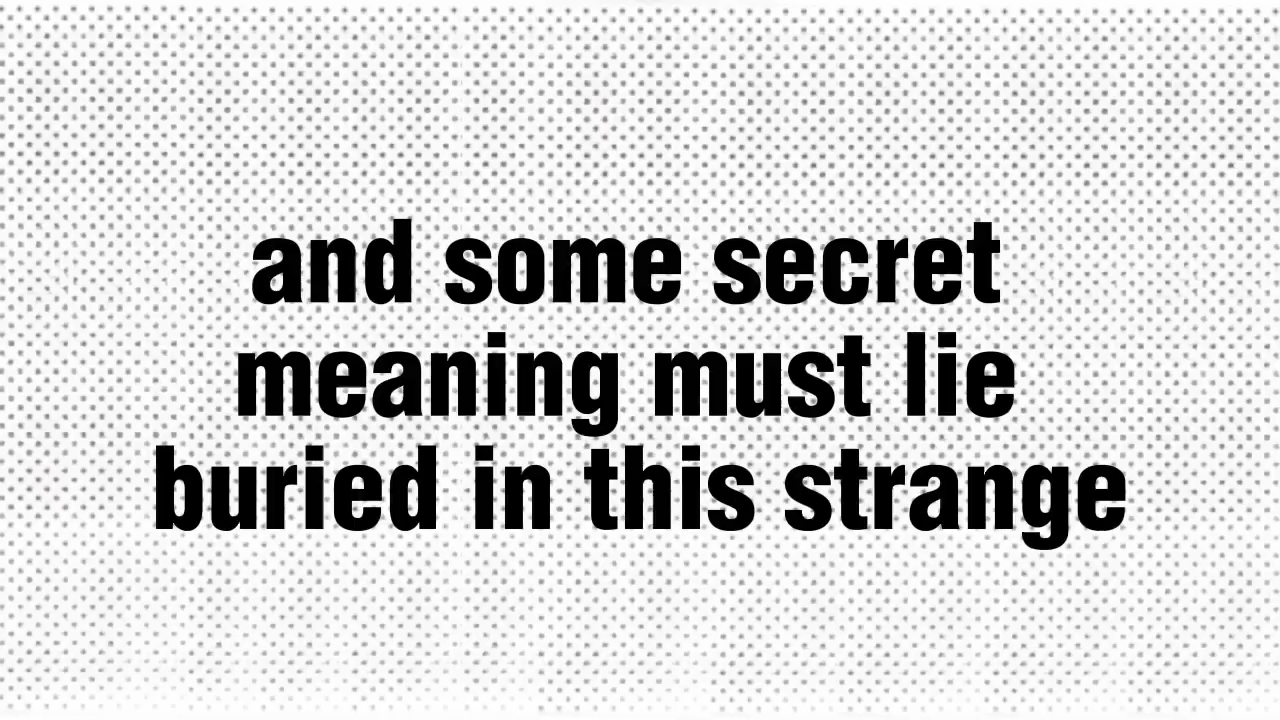 and some secret
meaning must lie
buried in this strange